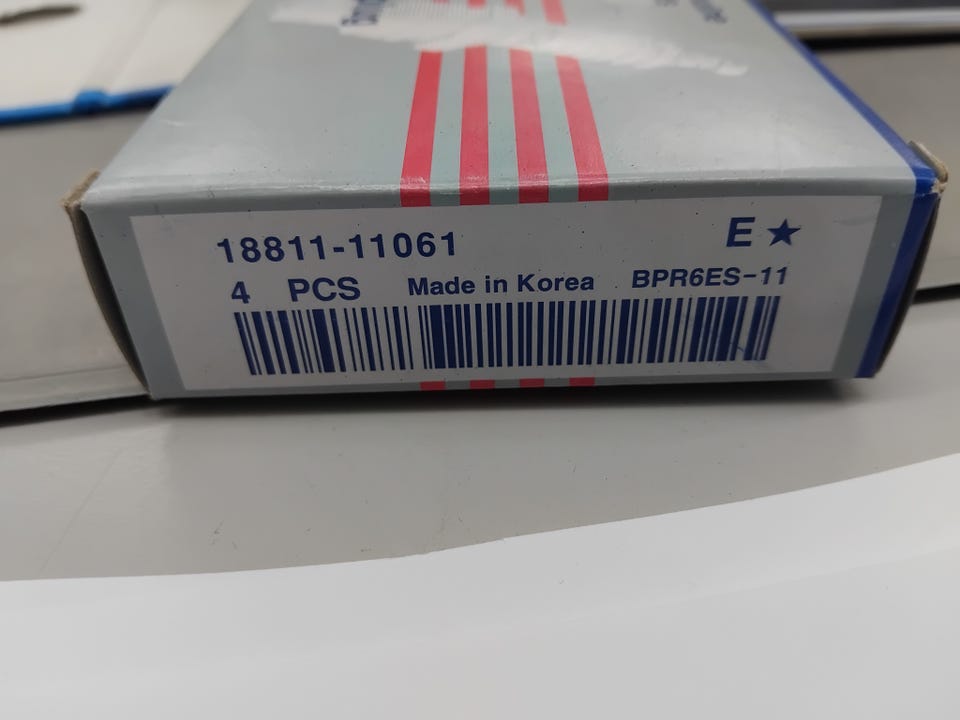 18811-11061 E★
4 PCS Made in Korea BPR6ES-11